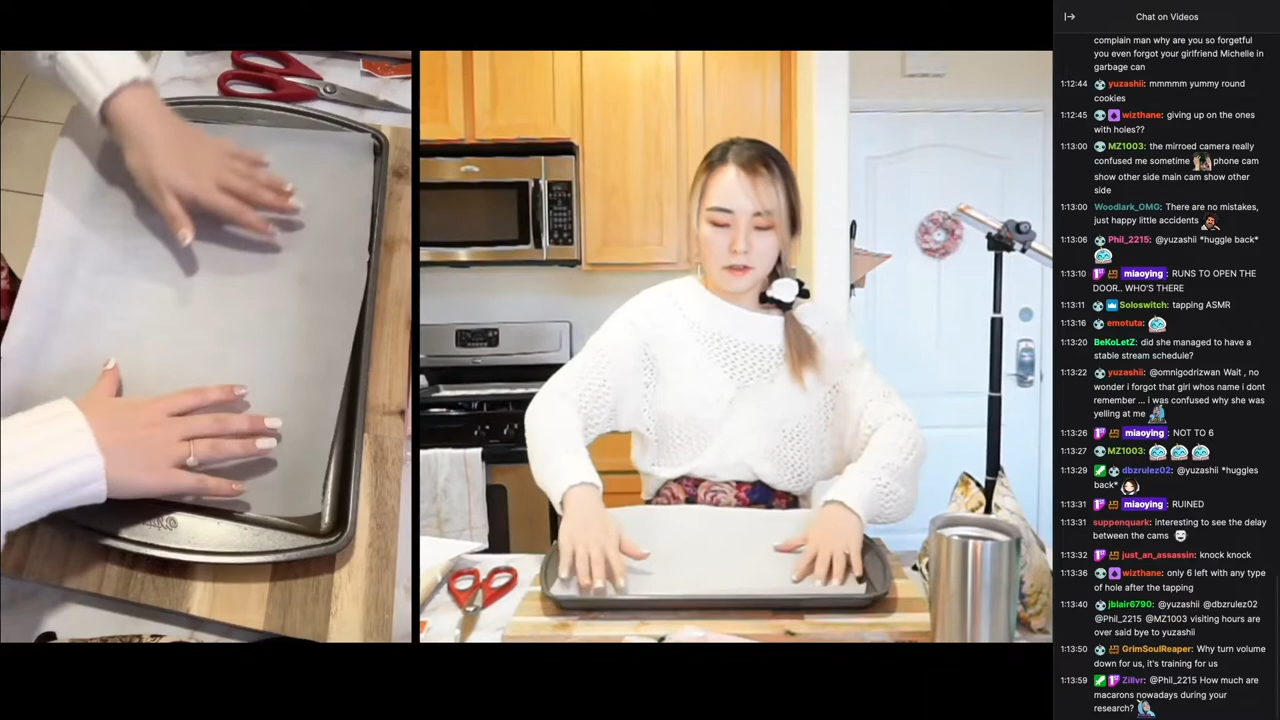 Chat on Videos
complain man why are you so forgetful
you even forgot your girlfriend Michelle in
garbage can
1:12:44 yuzashii: mmmmm yummy round
cookies
1:12:45 wizthane: giving up on the ones
with holes??
1:13:00 MZ1003: the mirroed camera really
confused me sometime phone cam
show other side main cam show other
side
1:13:00 Woodlark_OMG: There are no mistakes,
just happy little accidents
1:13:06 Phil_2215: @yuzashii *huggle back*
1:13:10 miaoying: RUNS TO OPEN THE
DOOR.. WHO'S THERE
1:13:11 Soloswitch: tapping ASMR
1:13:16 emotuta:
1:13:20 BeKoLetZ: did she managed to have a
stable stream schedule?
1:13:22 yuzashii: @omnigodrizwan Wait , no
wonder i forgot that girl whos name i dont
remember ... i was confused why she was
yelling at me
1:13:26 miaoying: NOT TO 6
1:13:27 MZ1003:
1:13:29 dbzrulez02: @yuzashii *huggles
back*
1:13:31 miaoying: RUINED
1:13:31 suppenquark: interesting to see the delay
between the cams
1:13:32 just_an_assassin: knock knock
1:13:36 wizthane: only 6 left with any type
of hole after the tapping
1:13:40 jblair6790: @yuzashii @dbzrulez02
@Phil_2215 @MZ1003 visiting hours are
over said bye to yuzashii
1:13:50 GrimSoulReaper: Why turn volume
down for us, it's training for us
1:13:59 Zillvr: @Phil_2215 How much are
macarons nowadays during your
research?